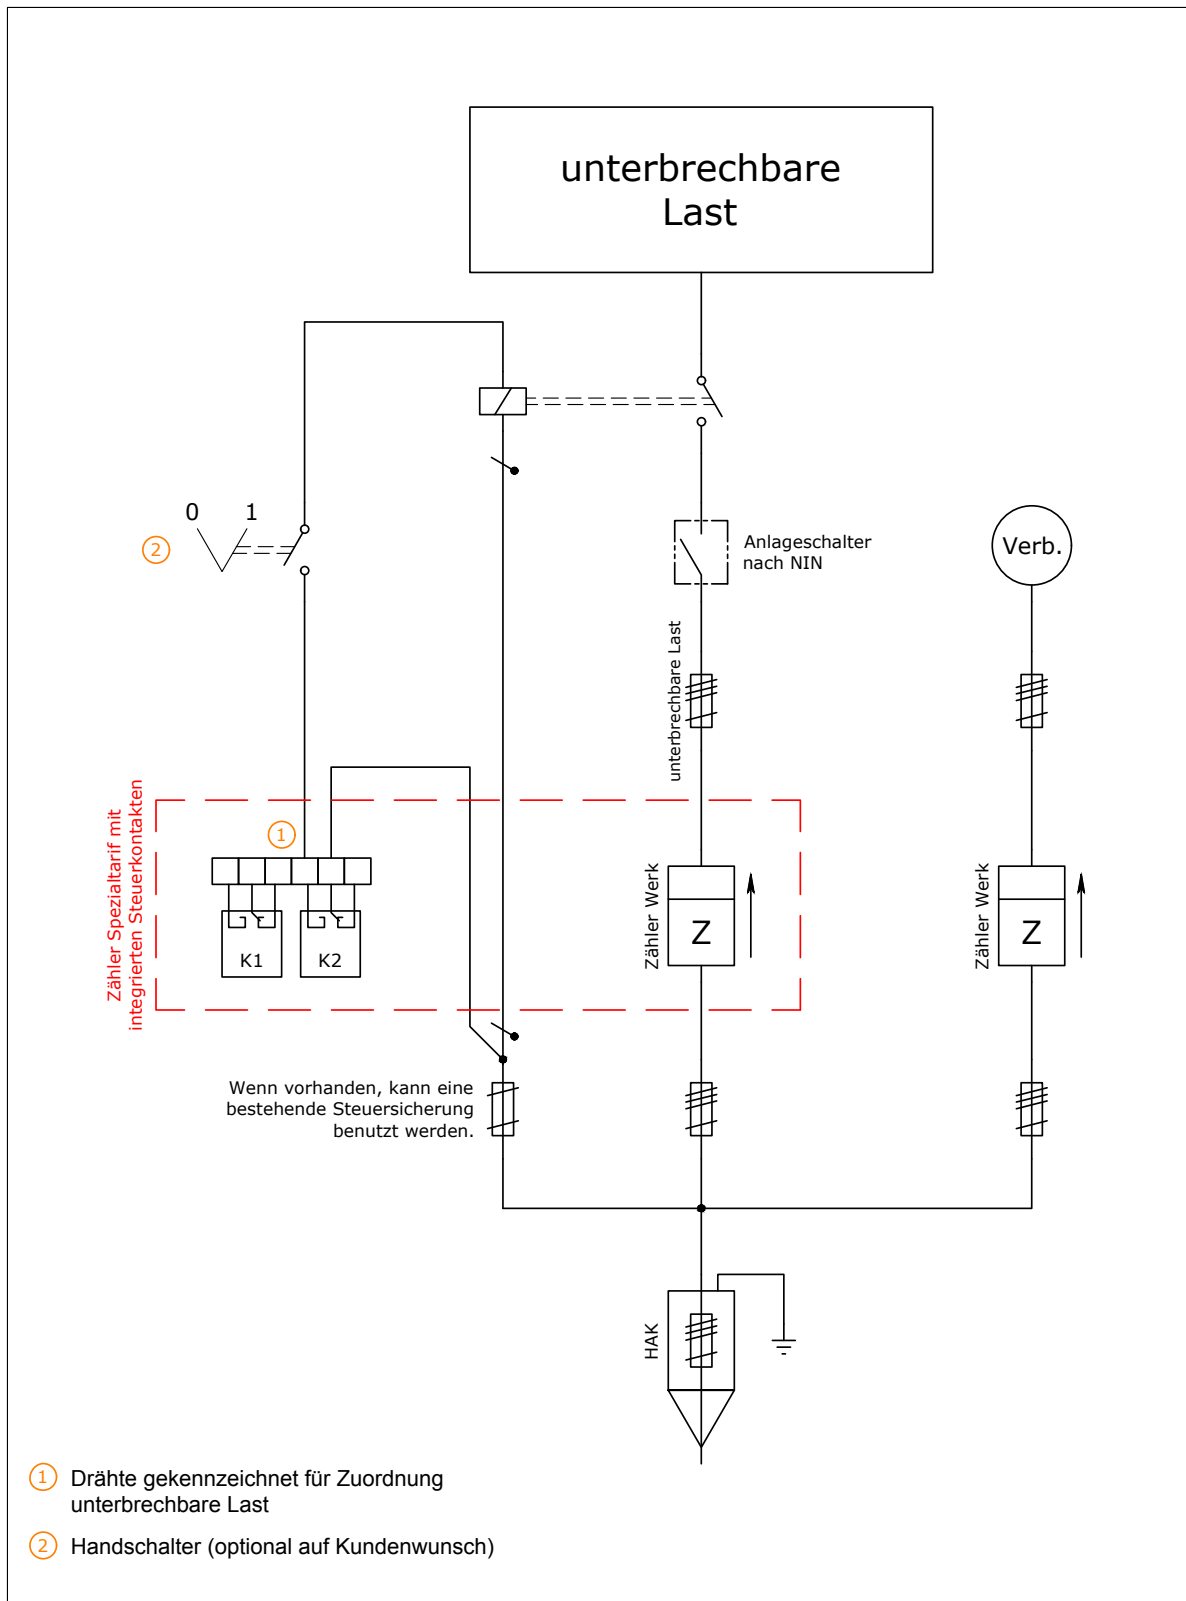 unterbrechbare
Last
0 1
2
Anlageschalter
nach NIN
Verb.
unterbrechbare Last
Zähler Spezialtarif mit
integrierten Steuerkontakten
1
K1
K2
Zähler Werk
Z
Zähler Werk
Z
Wenn vorhanden, kann eine
bestehende Steuersicherung
benutzt werden.
HAK
1 Drähte gekennzeichnet für Zuordnung
unterbrechbare Last
2 Handschalter (optional auf Kundenwunsch)